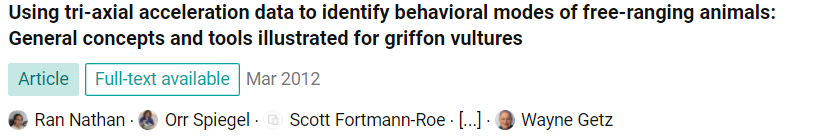 Using tri-axial acceleration data to identify behavioral modes of free-ranging animals:
General concepts and tools illustrated for griffon vultures
Article Full-text available Mar 2012
Ran Nathan · Orr Spiegel · Scott Fortmann-Roe · [...] · Wayne Getz